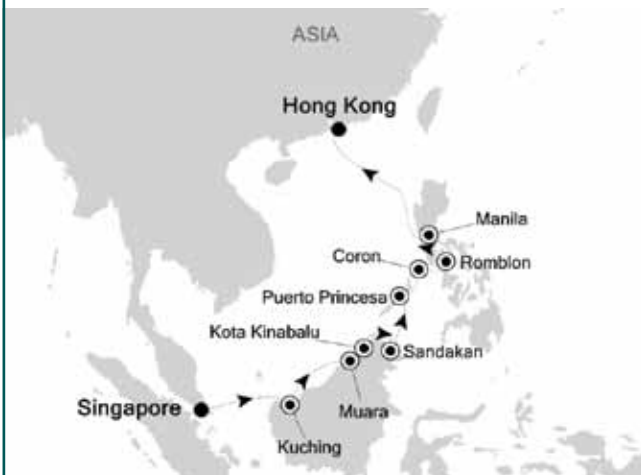 ASIA
Hong Kong
Manila
Coron
Romblon
Puerto Princesa
Kota Kinabalu
Sandakan
Singapore
Muara
Kuching